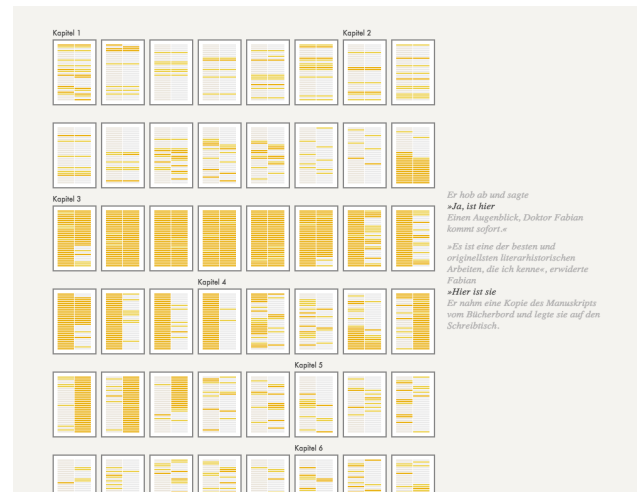 Kapitel 1
Kapitel 2
Kapitel 3
Kapitel 4
Kapitel 5
Kapitel 6
Er hob ab und sagte
»Ja, ist hier
Einen Augenblick, Doktor Fabian
kommt sofort.«
»Es ist eine der besten und
originellsten literarhistorischen
Arbeiten, die ich kenne«, erwiderte
Fabian
»Hier ist sie
Er nahm eine Kopie des Manuskripts
vom Bücherbord und legte sie auf den
Schreibtisch.